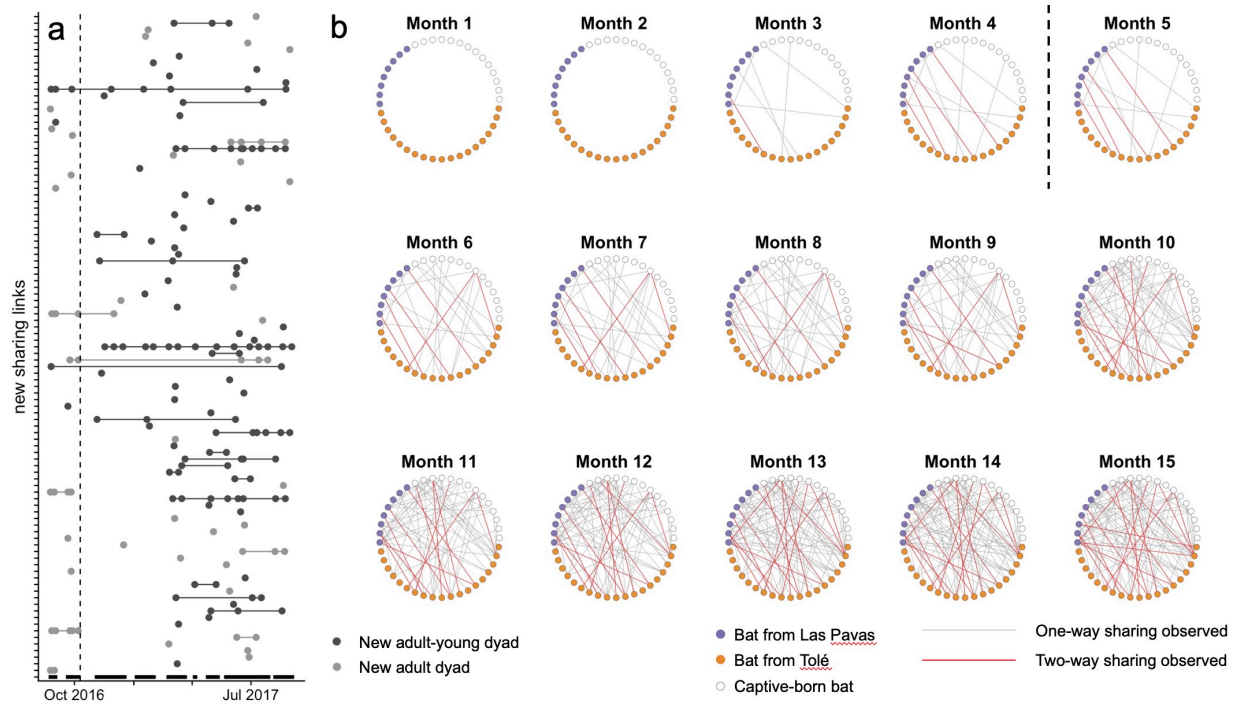 a
b
Month 1
Month 2
Month 3
Month 4
Month 5
Month 6
Month 7
Month 8
Month 9
Month 10
Month 11
Month 12
Month 13
Month 14
Month 15
new sharing links
Oct 2016
Jul 2017
New adult-young dyad
New adult dyad
Bat from Las Pavas
Bat from Tolé
Captive-born bat
One-way sharing observed
Two-way sharing observed